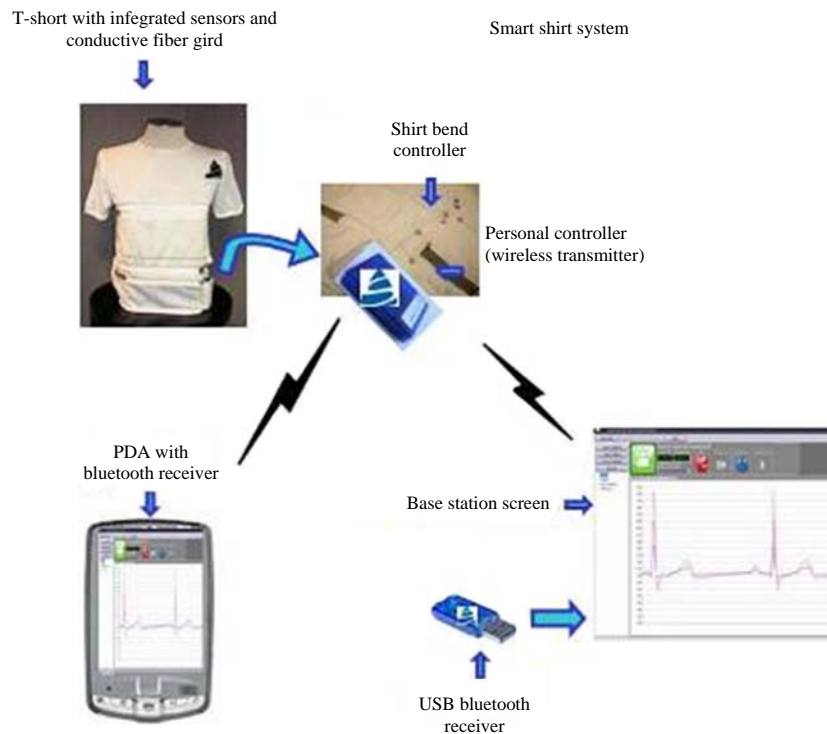 T-short with infegrated sensors and
conductive fiber gird
Smart shirt system
Shirt bend
controller
Personal controller
(wireless transmitter)
PDA with
bluetooth receiver
Base station screen
USB bluetooth
receiver